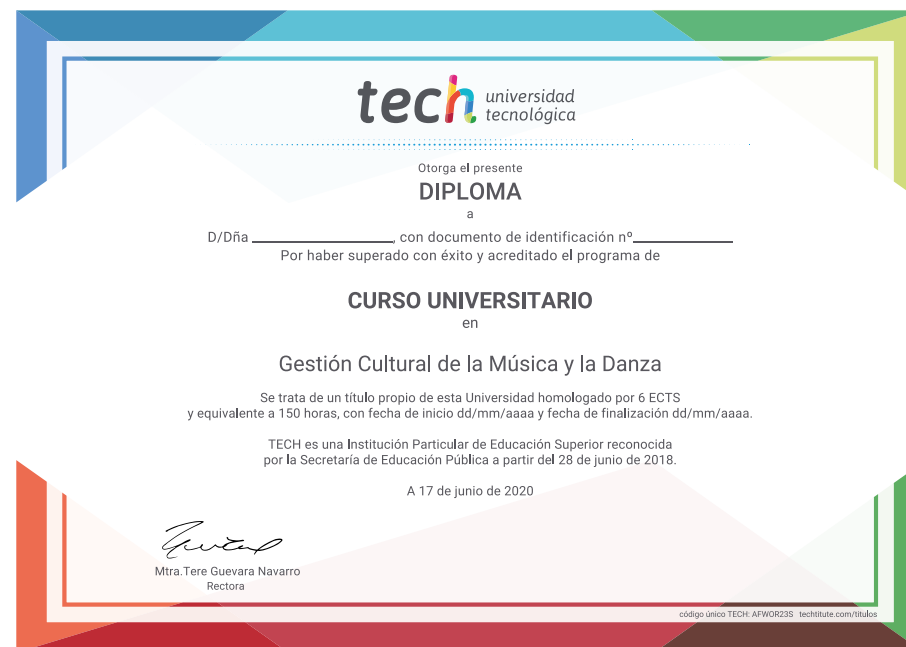 tech universidad
tecnológica
Otorga el presente
DIPLOMA
a
D/Dña ____________________, con documento de identificación nº______________
Por haber superado con éxito y acreditado el programa de
CURSO UNIVERSITARIO
en
Gestión Cultural de la Música y la Danza
Se trata de un título propio de esta Universidad homologado por 6 ECTS
y equivalente a 150 horas, con fecha de inicio dd/mm/aaaa y fecha de finalización dd/mm/aaaa.
TECH es una Institución Particular de Educación Superior reconocida
por la Secretaría de Educación Pública a partir del 28 de junio de 2018.
A 17 de junio de 2020
Mtra.Tere Guevara Navarro
Rectora
código único TECH: AFWOR23S techtitute.com/titulos